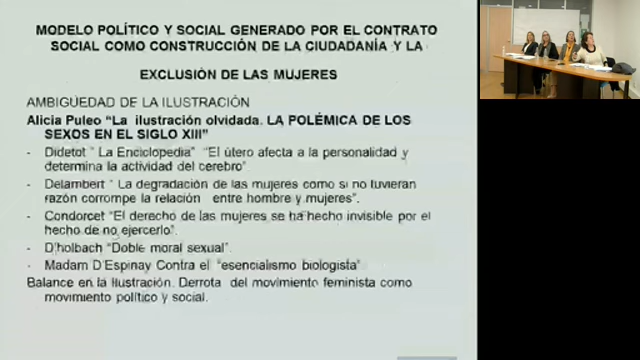 MODELO POLÍTICO Y SOCIAL GENERADO POR EL CONTRATO
SOCIAL COMO CONSTRUCCIÓN DE LA CIUDADANÍA Y LA
EXCLUSIÓN DE LAS MUJERES
AMBIGUEDAD DE LA ILUSTRACIÓN
Alicia Puleo "La ilustración olvidada. LA POLÉMICA DE LOS
SEXOS EN EL SIGLO XIII"
- Didetot " La Enciclopedia" "El útero afecta a la personalidad y
determina la actividad del cerebro"
- Delambert " La degradación de las mujeres como si no tuvieran
razón corrompe la relación entre hombre y mujeres".
- Condorcet "El derecho de las mujeres se ha hecho invisible por el
hecho de no ejercerlo".
- D'holbach "Doble moral sexual".
- Madam D'Espinay Contra el "esencialismo biologista"
Balance en la Ilustración. Derrota del movimiento feminista como
movimiento político y social.